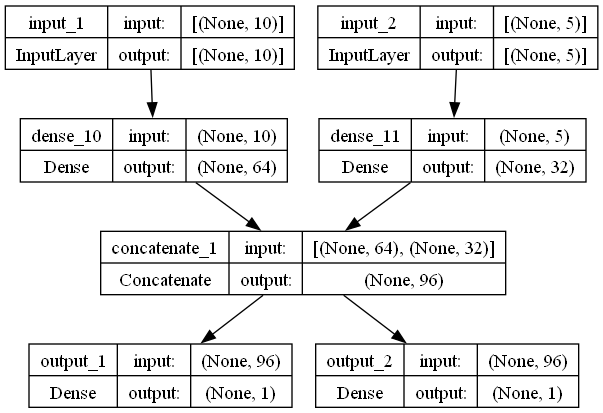 input_1 input: [(None, 10)]
InputLayer output: [(None, 10)]
input_2 input: [(None, 5)]
InputLayer output: [(None, 5)]
dense_10 input: (None, 10)
Dense output: (None, 64)
dense_11 input: (None, 5)
Dense output: (None, 32)
concatenate_1 input: [(None, 64), (None, 32)]
Concatenate output: (None, 96)
output_1 input: (None, 96)
Dense output: (None, 1)
output_2 input: (None, 96)
Dense output: (None, 1)